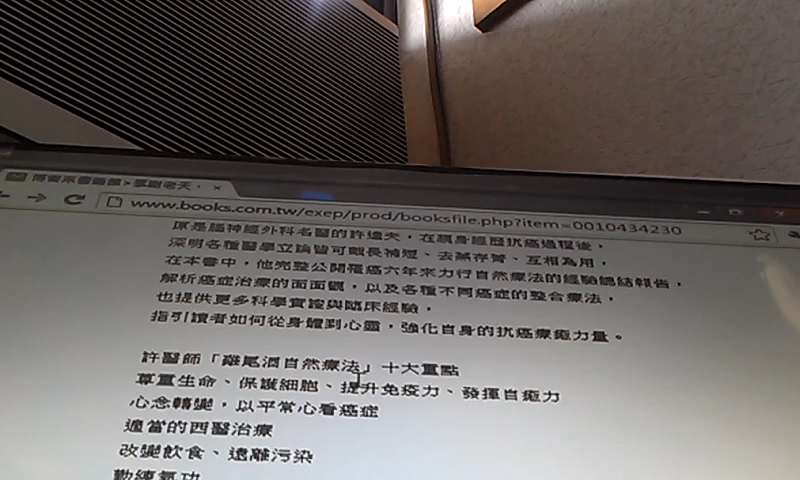 博客來
www.books.com.tw/exep/prod/booksfile.php?item=0010434230
原是腦神經外科名醫的許達夫，在親身經歷抗癌過程後，
深明各種醫學立論皆可觀長補短、去蕪存菁、互相為用，
在本書中，他完整公開罹癌六年來力行自然療法的經驗總結報告，
解析癌症治療的面面觀，以及各種不同癌症的整合療法，
也提供更多科學實證與臨床經驗，
指引讀者如何從身體到心靈，強化自身的抗癌療癒力量。
許醫師「雞尾酒自然療法」十大重點
尊重生命、保護細胞、提升免疫力、發揮自癒力
心念轉變，以平常心看癌症
適當的西醫治療
改變飲食、遠離污染
勤練氣功